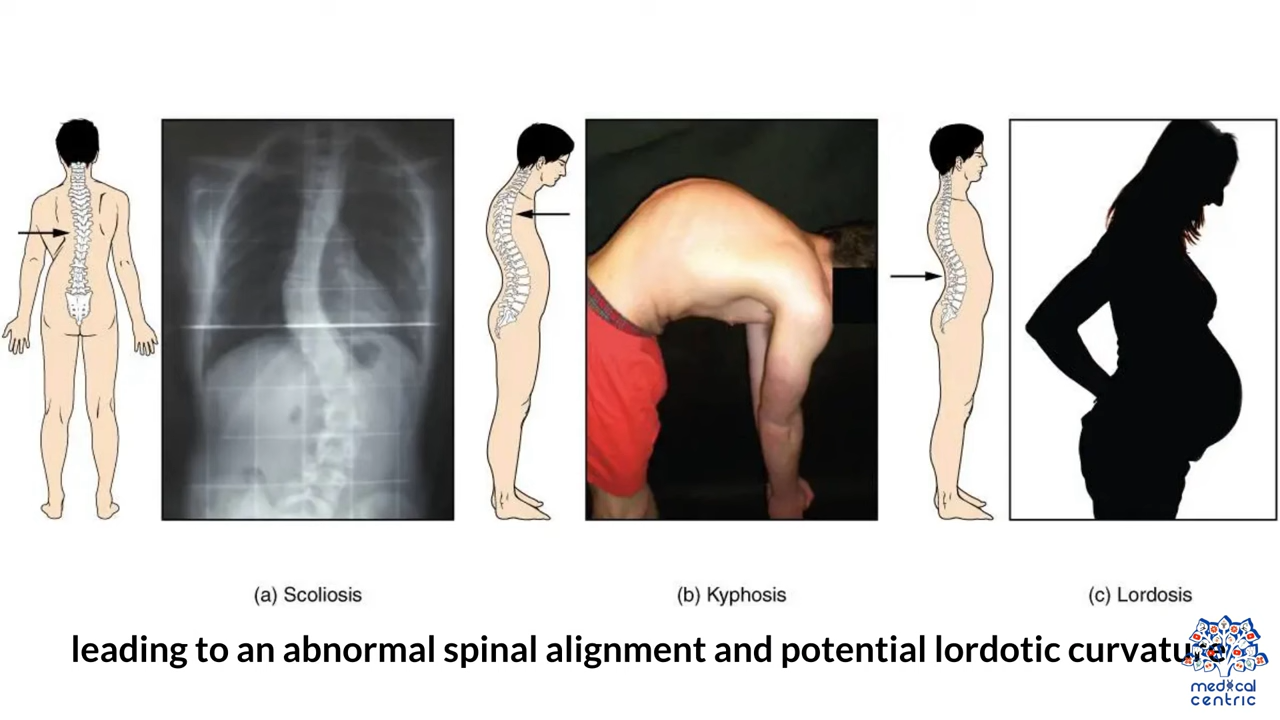 (a) Scoliosis
(b) Kyphosis
(c) Lordosis
leading to an abnormal spinal alignment and potential lordotic curvature
medical
centric